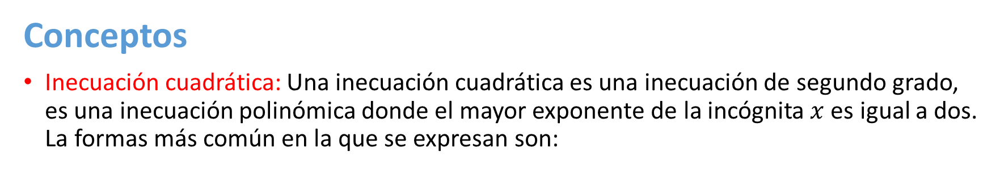 Conceptos
• Inecuación cuadrática: Una inecuación cuadrática es una inecuación de segundo grado,
es una inecuación polinómica donde el mayor exponente de la incógnita x es igual a dos.
La formas más común en la que se expresan son: